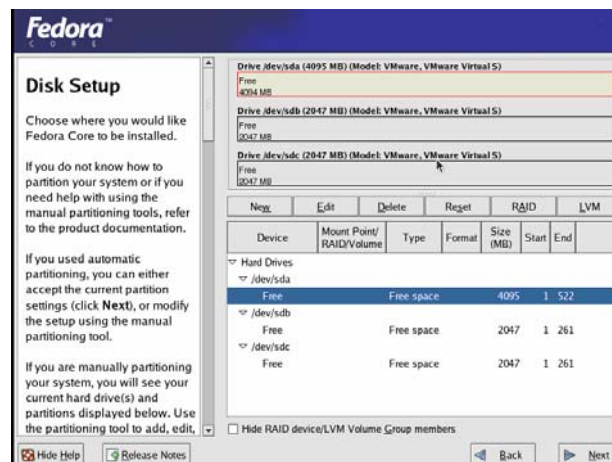 Fedora™
CORE
Disk Setup
Choose where you would like
Fedora Core to be installed.
If you do not know how to
partition your system or if you
need help with using the
manual partitioning tools, refer
to the product documentation.
If you used automatic
partitioning, you can either
accept the current partition
settings (click Next), or modify
the setup using the manual
partitioning tool.
If you are manually partitioning
your system, you will see your
current hard drive(s) and
partitions displayed below. Use
the partitioning tool to add, edit,
Drive /dev/sda (4095 MB) (Model: VMware, VMware Virtual S)
Free
4094 MB
Drive /dev/sdb (2047 MB) (Model: VMware, VMware Virtual S)
Free
2047 MB
Drive /dev/sdc (2047 MB) (Model: VMware, VMware Virtual S)
Free
2047 MB
New Edit Delete Reset RAID LVM
Device Mount Point/ RAID/Volume Type Format Size (MB) Start End
Hard Drives
/dev/sda
Free Free space 4095 1 522
/dev/sdb
Free Free space 2047 1 261
/dev/sdc
Free Free space 2047 1 261
Hide RAID device/LVM Volume Group members
Hide Help Release Notes Back Next